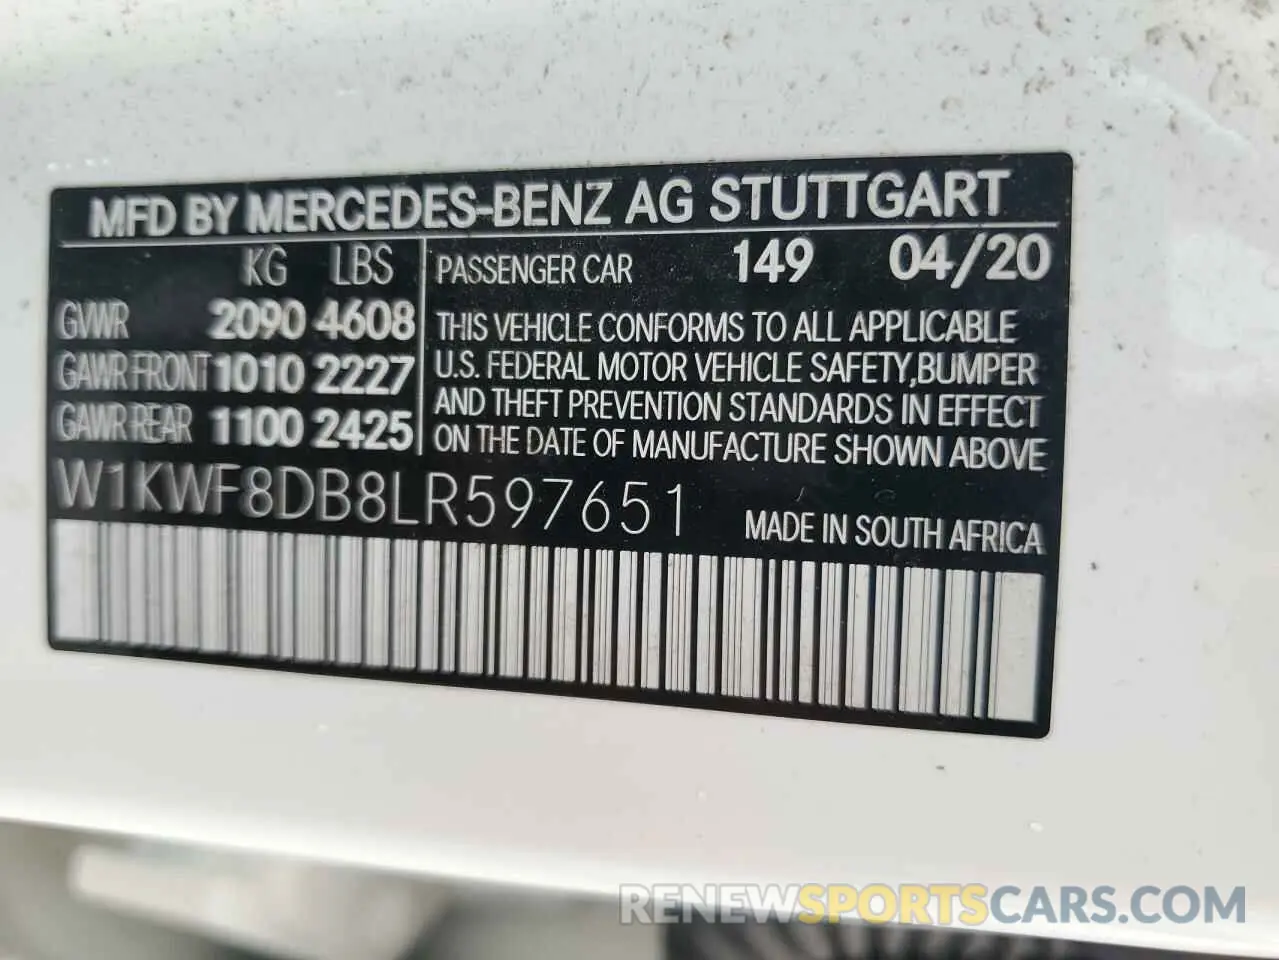 MFD BY MERCEDES-BENZ AG STUTTGART
KG LBS
GVWR 2090 4608
GAWR FRONT 1010 2227
GAWR REAR 1100 2425
PASSENGER CAR 149 04/20
THIS VEHICLE CONFORMS TO ALL APPLICABLE
U.S. FEDERAL MOTOR VEHICLE SAFETY, BUMPER
AND THEFT PREVENTION STANDARDS IN EFFECT
ON THE DATE OF MANUFACTURE SHOWN ABOVE
W1KWF8DB8LR597651
MADE IN SOUTH AFRICA
RENEWSPORTSCARS.COM